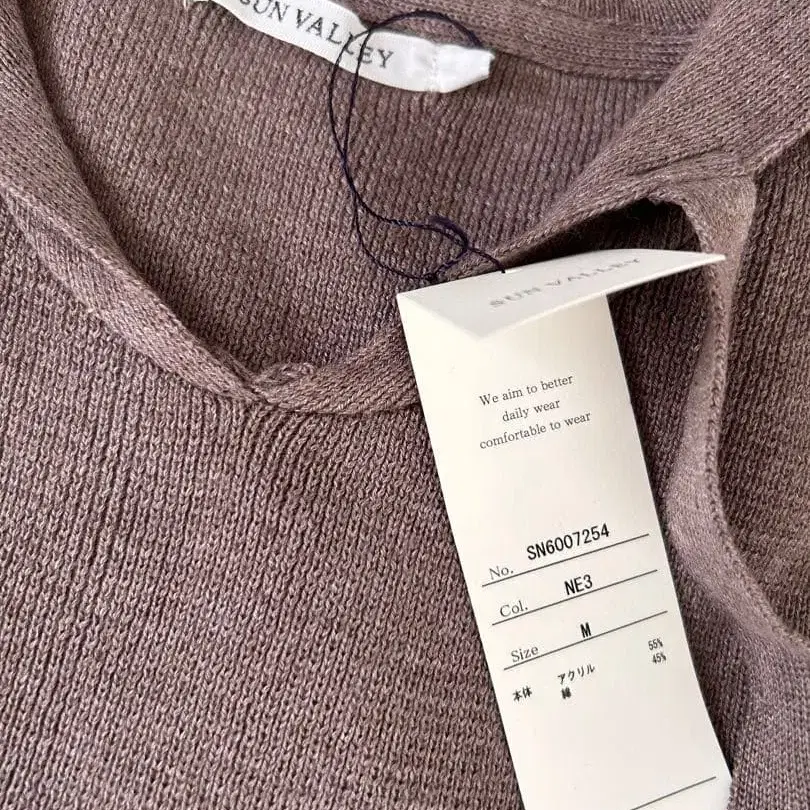 SUN VALLEY
SUN VALLEY
We aim to better
daily wear
comfortable to wear
No. SN6007254
Col. NE3
Size M
本体 アクリル 55%
綿 45%